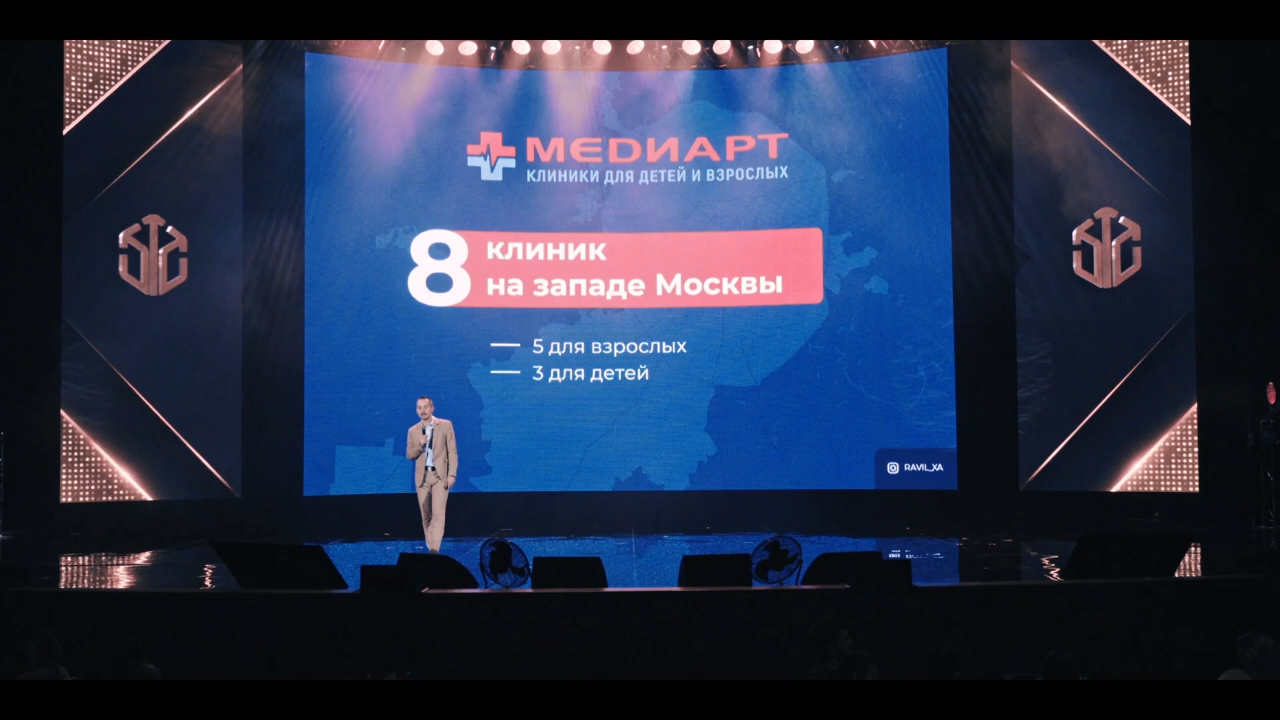 МЕДИАРТ
КЛИНИКИ ДЛЯ ДЕТЕЙ И ВЗРОСЛЫХ
8 клиник
на западе Москвы
— 5 для взрослых
— 3 для детей
RAVIL_XA